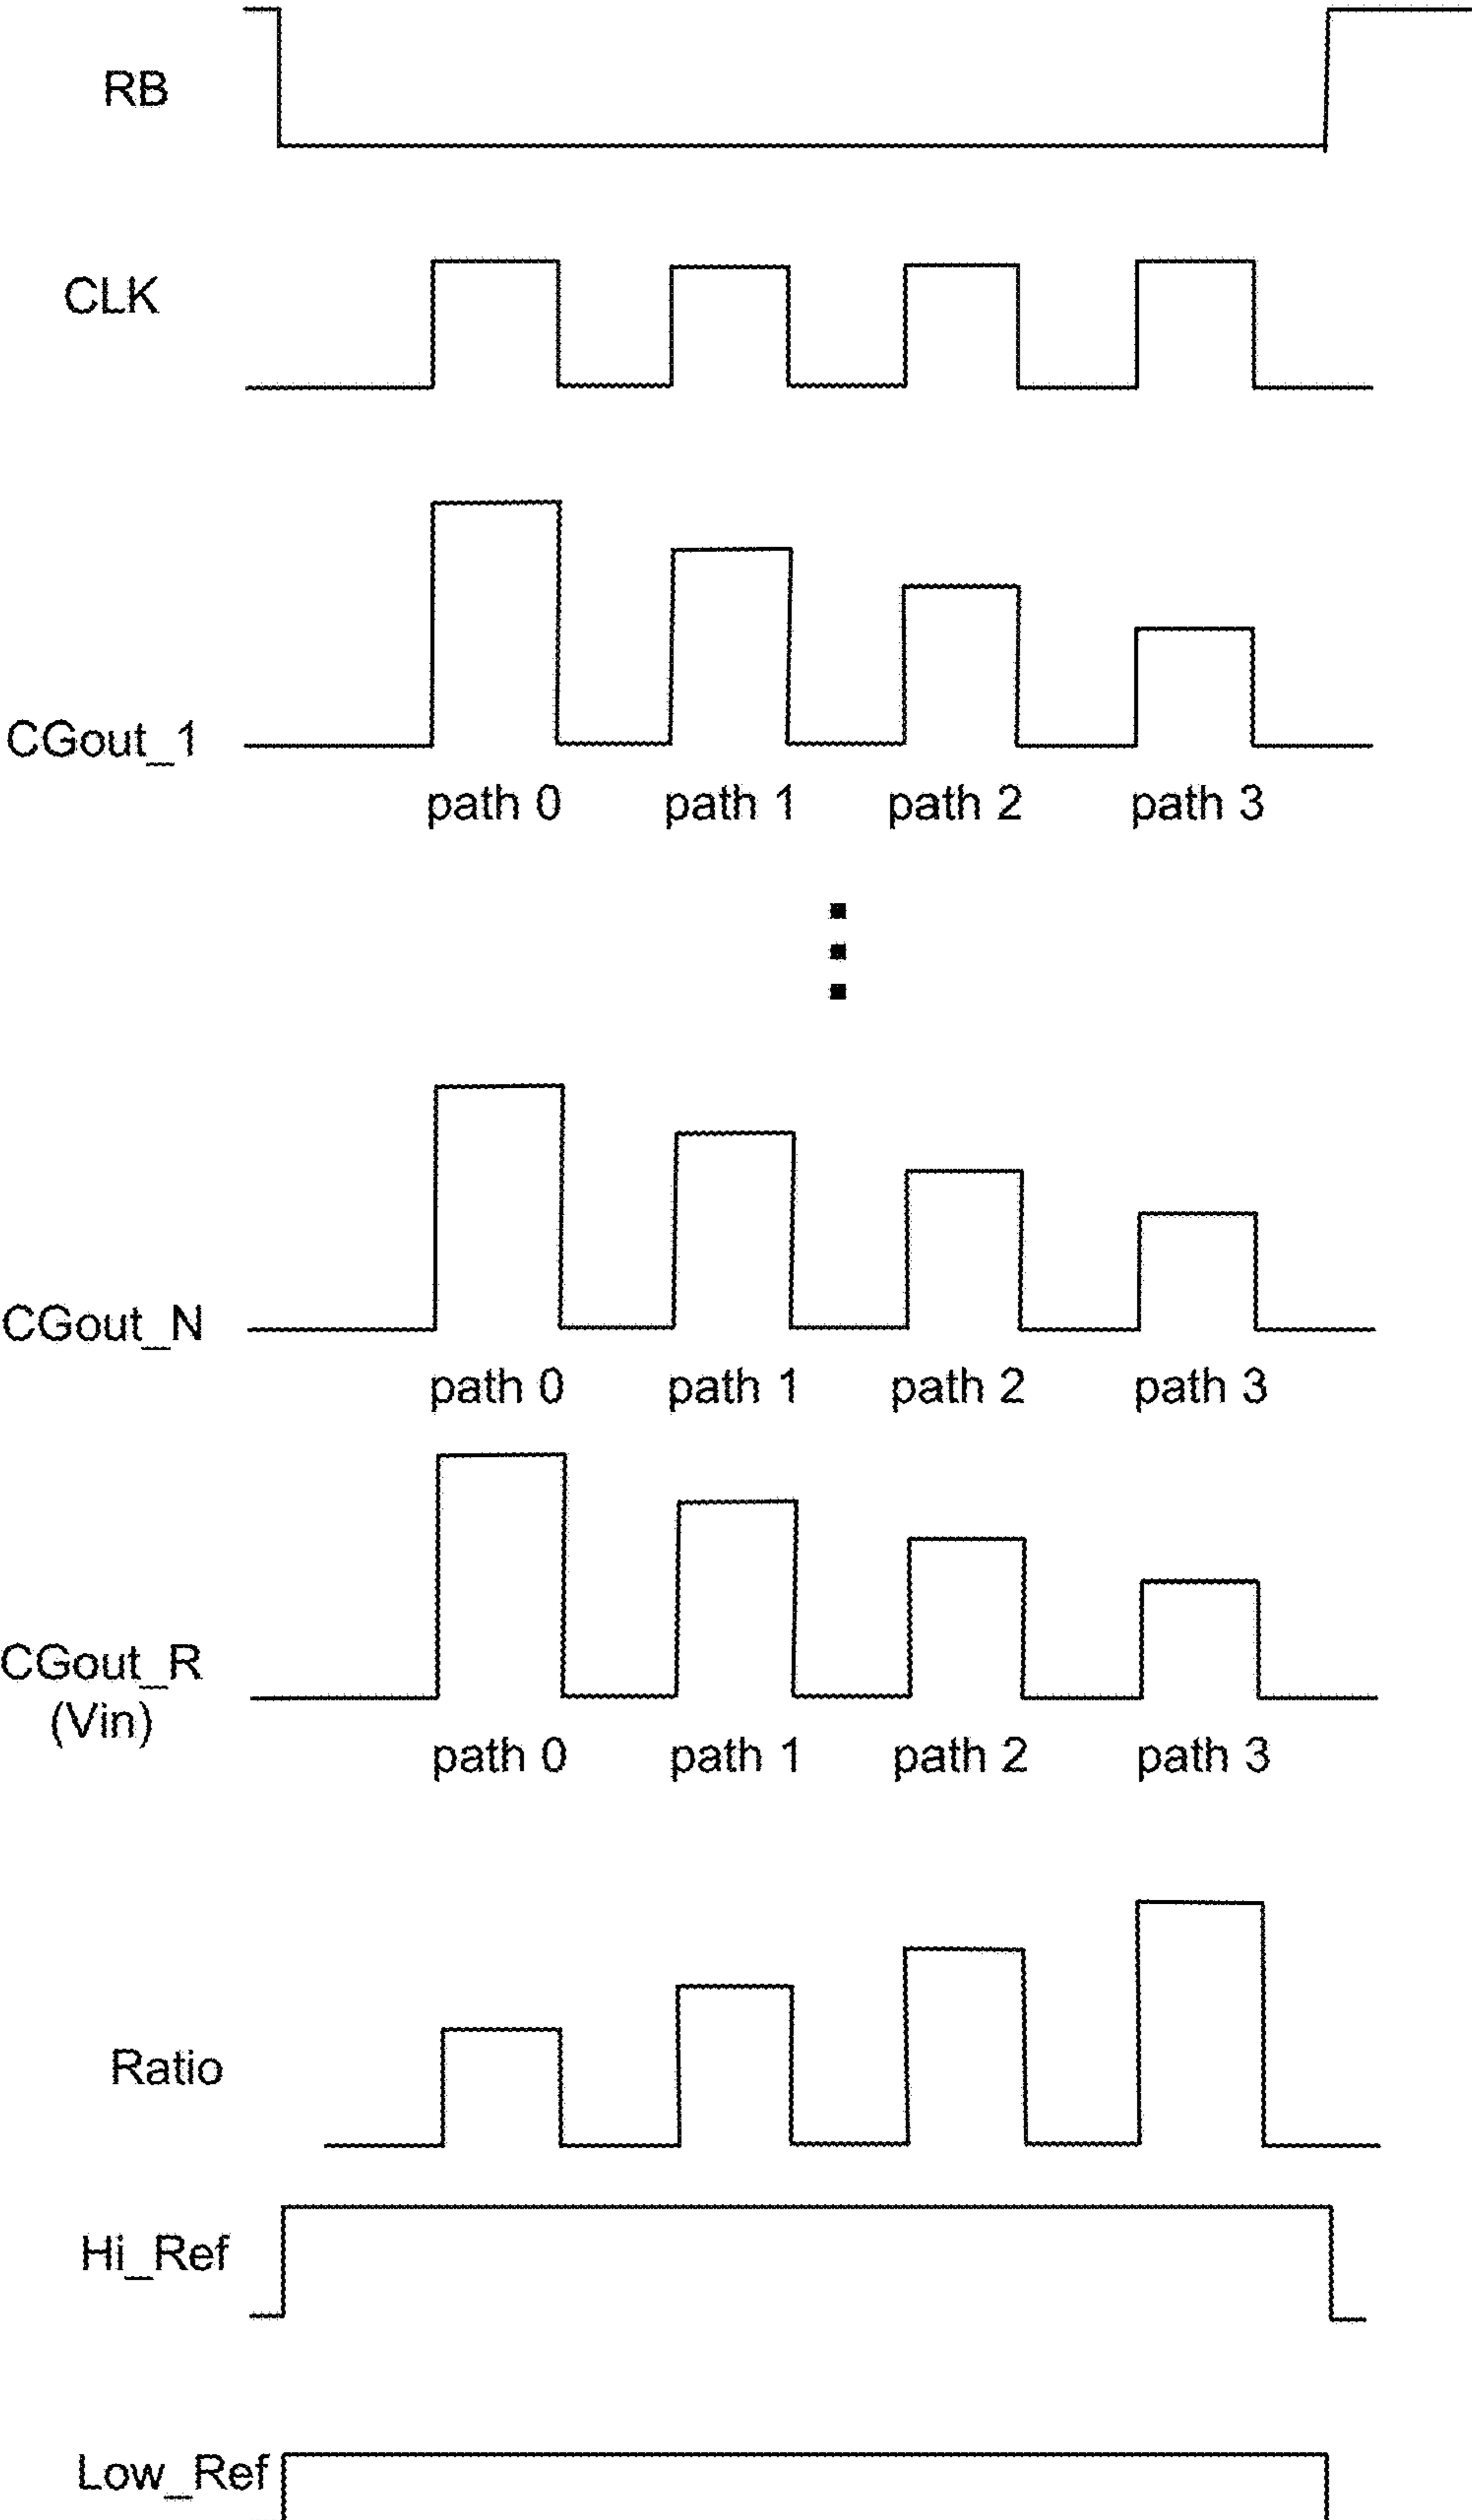 RB
CLK
CGout_1
path 0 path 1 path 2 path 3
CGout_N
path 0 path 1 path 2 path 3
CGout_R
(Vin)
path 0 path 1 path 2 path 3
Ratio
Hi_Ref
Low_Ref